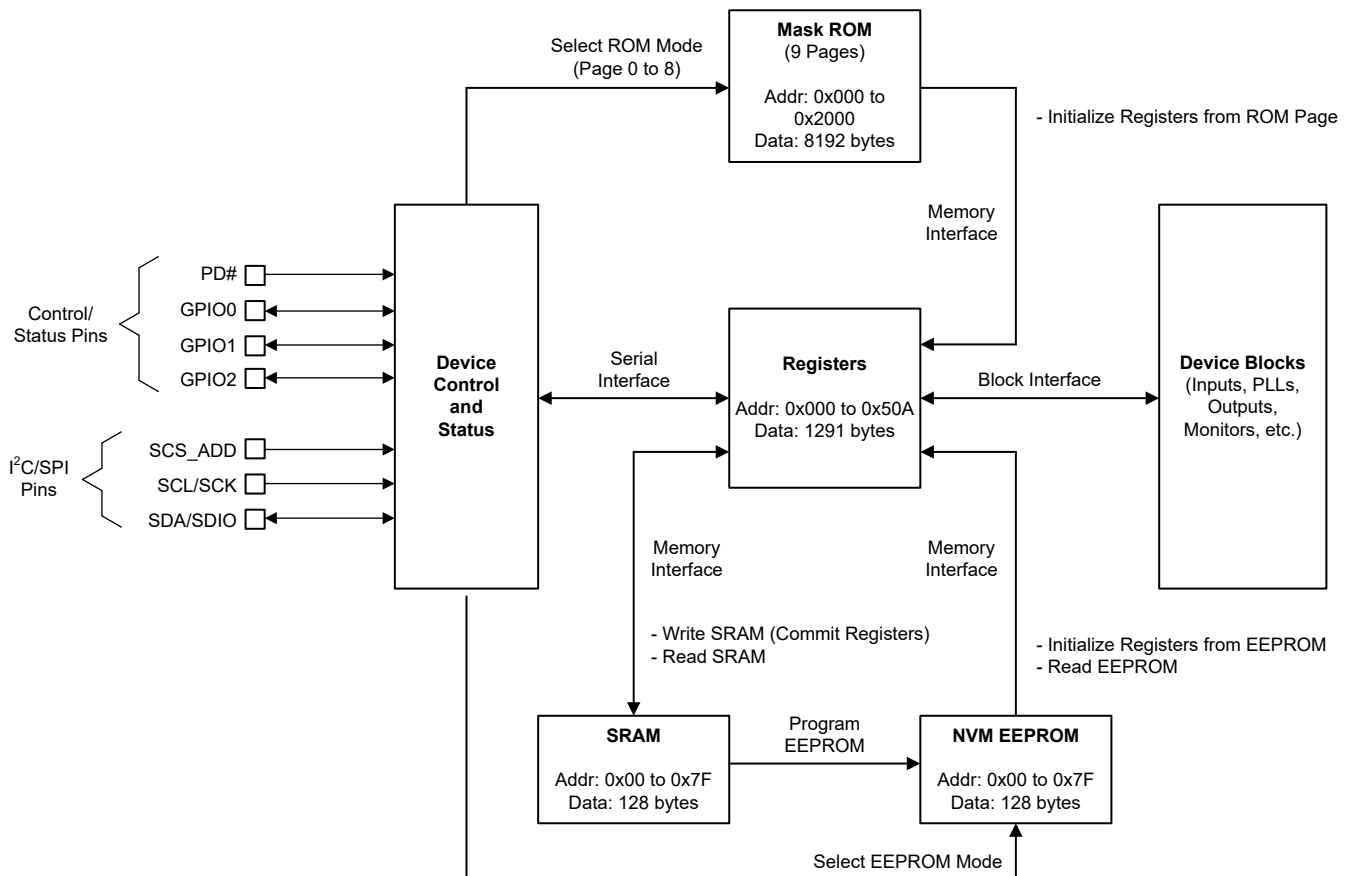 Mask ROM
(9 Pages)
Addr: 0x000 to
0x2000
Data: 8192 bytes
Select ROM Mode
(Page 0 to 8)
- Initialize Registers from ROM Page
Memory
Interface
Control/
Status Pins
PD#
GPIO0
GPIO1
GPIO2
I²C/SPI
Pins
SCS_ADD
SCL/SCK
SDA/SDIO
Device
Control
and
Status
Serial
Interface
Registers
Addr: 0x000 to 0x50A
Data: 1291 bytes
Block Interface
Device Blocks
(Inputs, PLLs,
Outputs,
Monitors, etc.)
Memory
Interface
- Write SRAM (Commit Registers)
- Read SRAM
Memory
Interface
- Initialize Registers from EEPROM
- Read EEPROM
SRAM
Addr: 0x00 to 0x7F
Data: 128 bytes
Program
EEPROM
NVM EEPROM
Addr: 0x00 to 0x7F
Data: 128 bytes
Select EEPROM Mode